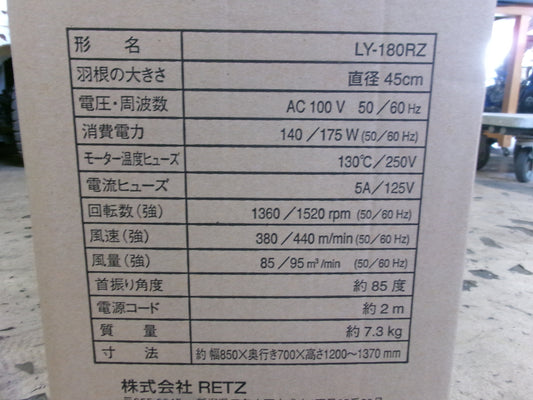 形 名 LY-180RZ
羽根の大きさ 直径 45cm
電圧・周波数 AC 100 V 50／60 Hz
消費電力 140／175 W (50／60 Hz)
モーター温度ヒューズ 130℃／250V
電流ヒューズ 5A／125V
回転数(強) 1360／1520 rpm (50／60 Hz)
風速(強) 380／440 m/min (50／60 Hz)
風量(強) 85／95 m³/min (50／60 Hz)
首振り角度 約 85 度
電源コード 約 2 m
質 量 約 7.3 kg
寸 法 約 幅850×奥行き700×高さ1200～1370 mm
株式会社 RETZ